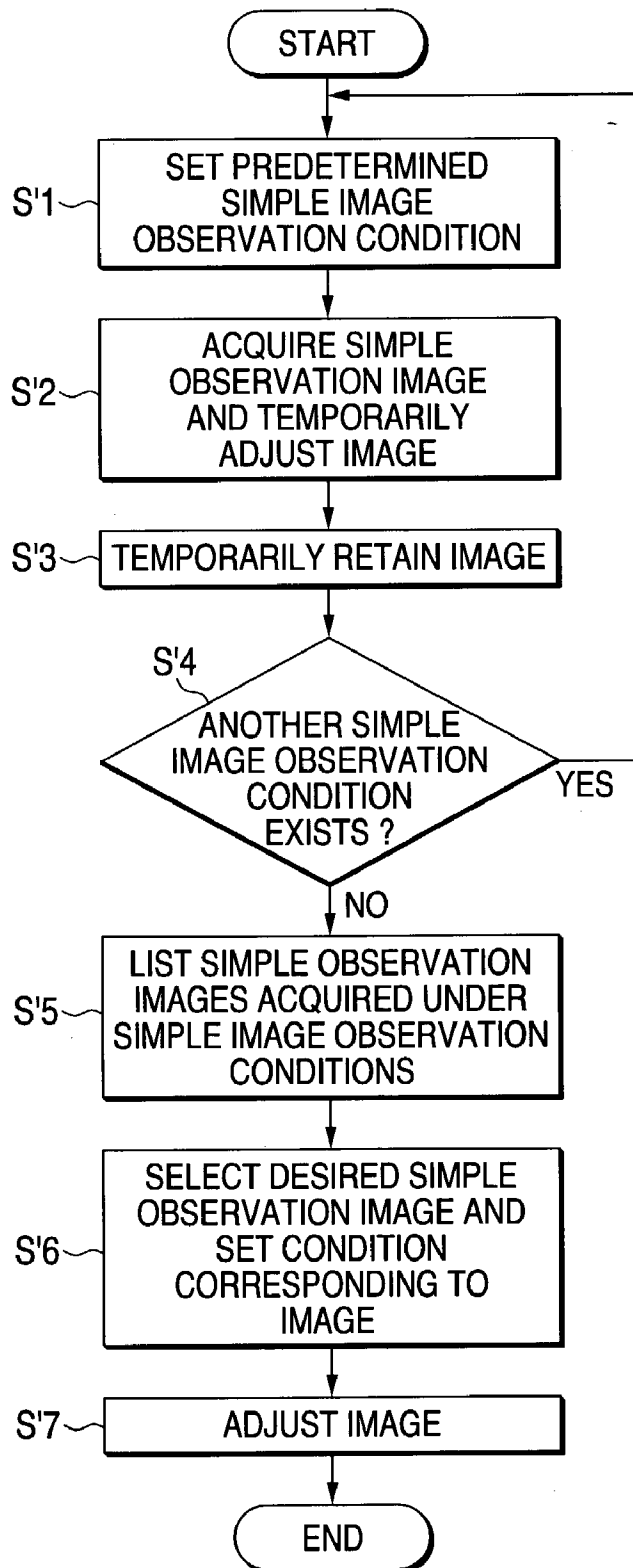 START
S'1
SET PREDETERMINED
SIMPLE IMAGE
OBSERVATION CONDITION
S'2
ACQUIRE SIMPLE
OBSERVATION IMAGE
AND TEMPORARILY
ADJUST IMAGE
S'3
TEMPORARILY RETAIN IMAGE
S'4
ANOTHER SIMPLE
IMAGE OBSERVATION
CONDITION
EXISTS ?
YES
NO
S'5
LIST SIMPLE OBSERVATION
IMAGES ACQUIRED UNDER
SIMPLE IMAGE OBSERVATION
CONDITIONS
S'6
SELECT DESIRED SIMPLE
OBSERVATION IMAGE AND
SET CONDITION
CORRESPONDING TO
IMAGE
S'7
ADJUST IMAGE
END